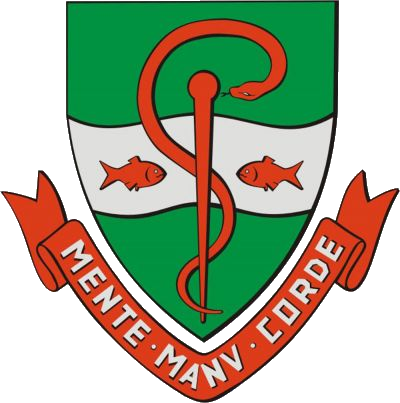 MENTE · MANV · CORDE